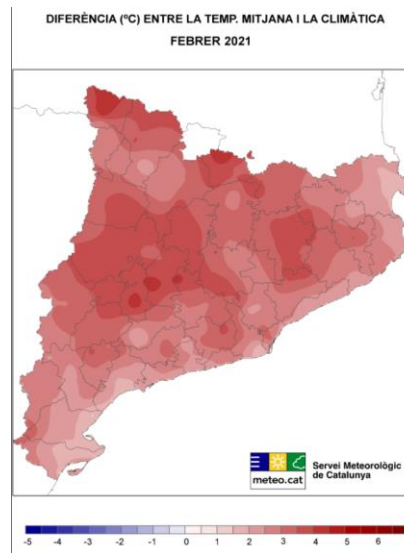 DIFERÈNCIA (ºC) ENTRE LA TEMP. MITJANA I LA CLIMÀTICA
FEBRER 2021
meteo.cat
Servei Meteorològic
de Catalunya
-5 -4 -3 -2 -1 0 1 2 3 4 5 6